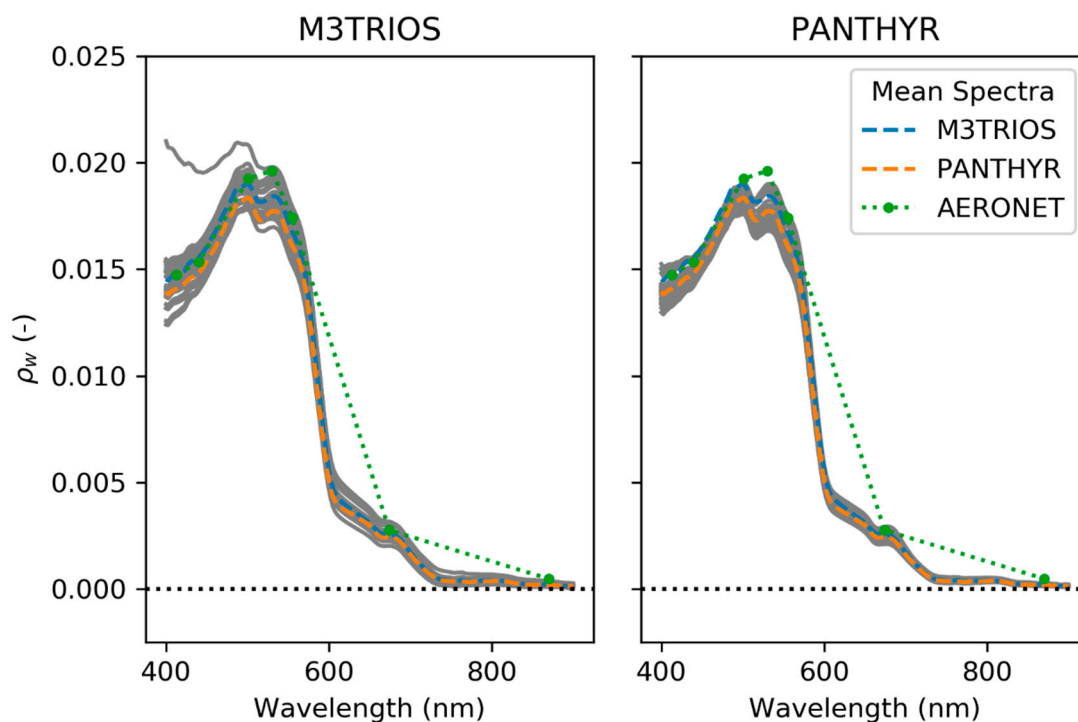 M3TRIOS
PANTHYR
0.025
0.020
0.015
0.010
0.005
0.000
ρw (-)
Mean Spectra
M3TRIOS
PANTHYR
AERONET
400 600 800
400 600 800
Wavelength (nm)
Wavelength (nm)